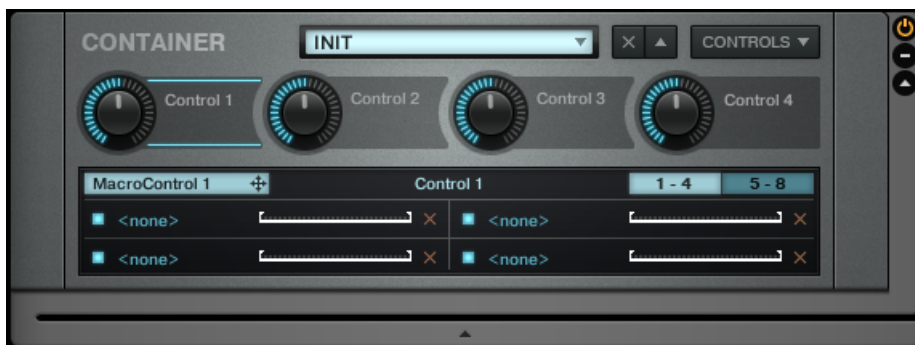 CONTAINER INIT CONTROLS
Control 1 Control 2 Control 3 Control 4
MacroControl 1 Control 1 1 - 4 5 - 8
<none> <none>
<none> <none>